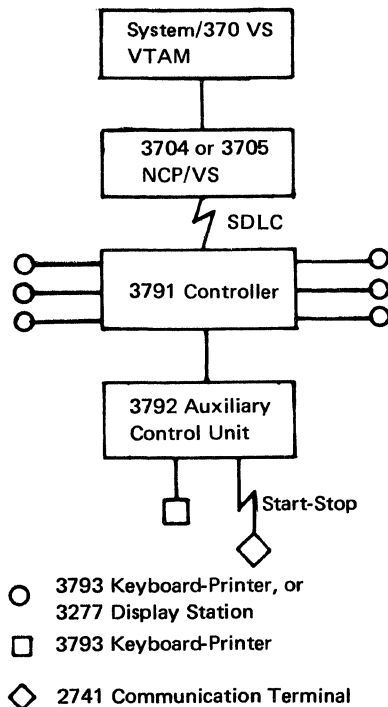 System/370 VS
VTAM
3704 or 3705
NCP/VS
SDLC
3791 Controller
3792 Auxiliary
Control Unit
Start-Stop
3793 Keyboard-Printer, or
3277 Display Station
3793 Keyboard-Printer
2741 Communication Terminal